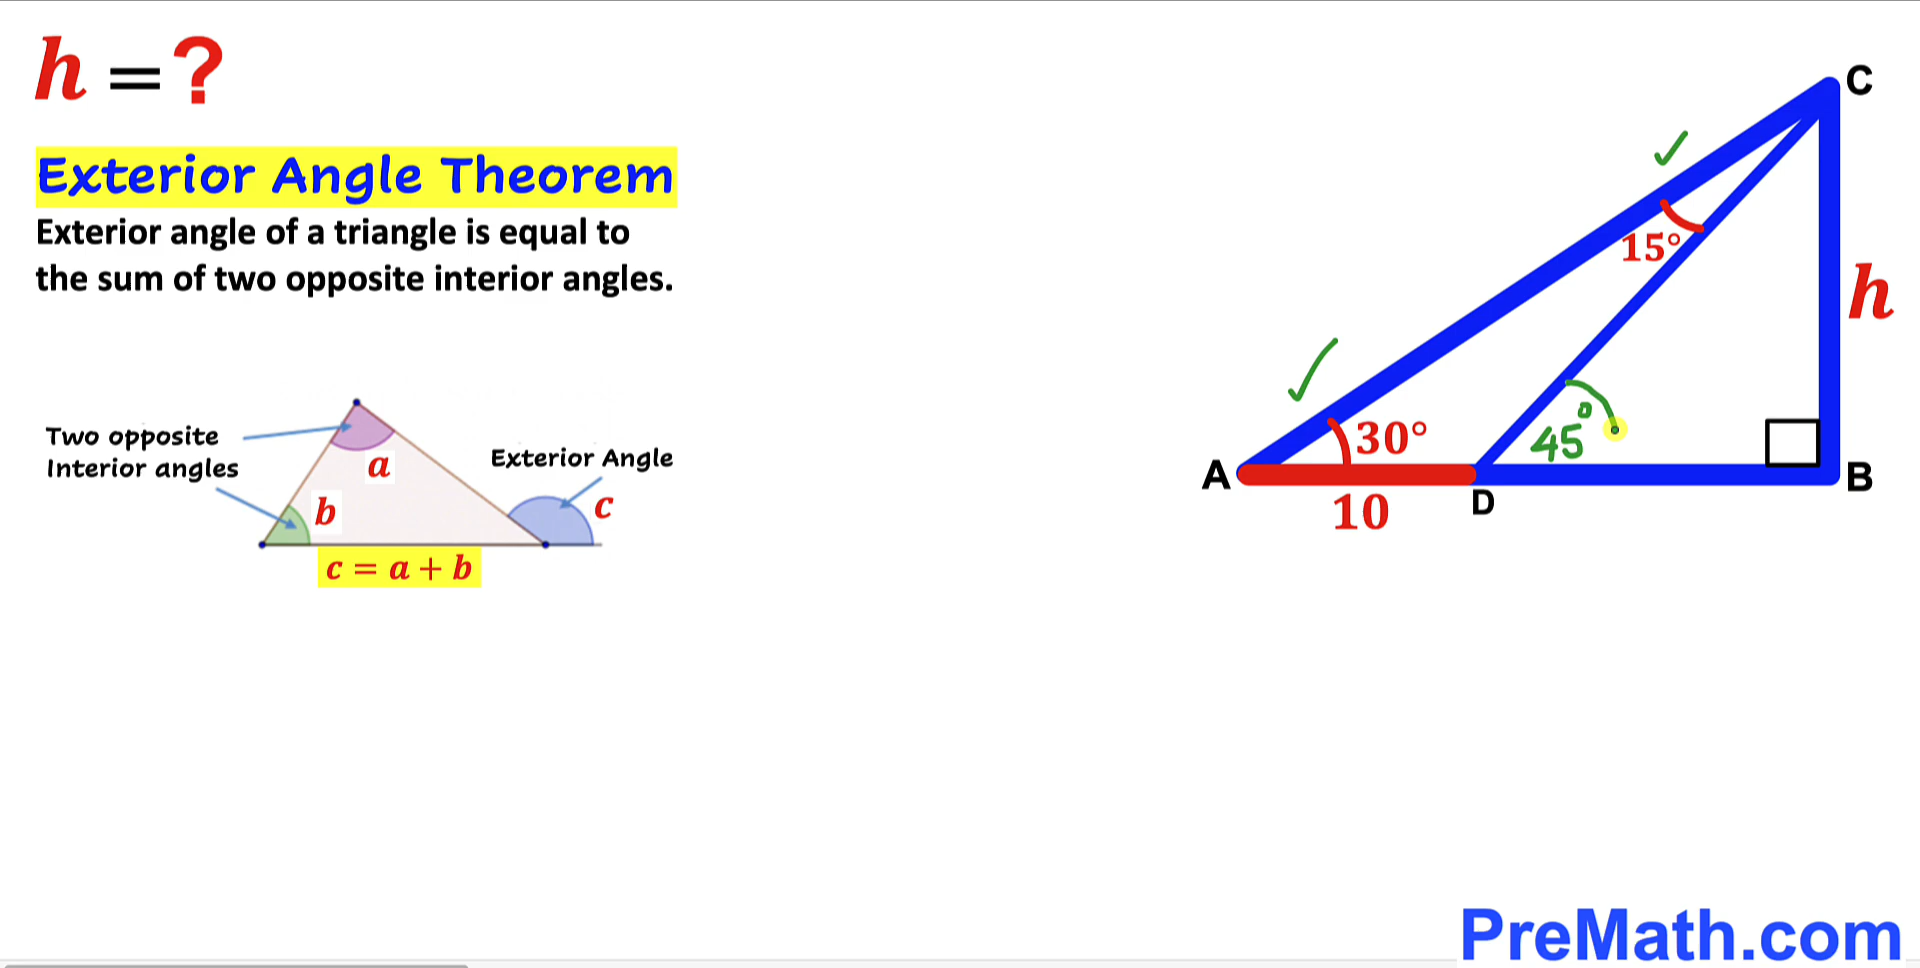 h = ?
Exterior Angle Theorem
Exterior angle of a triangle is equal to
the sum of two opposite interior angles.
Two opposite
Interior angles
a
b
Exterior Angle
c
c = a + b
C
15°
h
30°
45°
A
10
D
B
PreMath.com